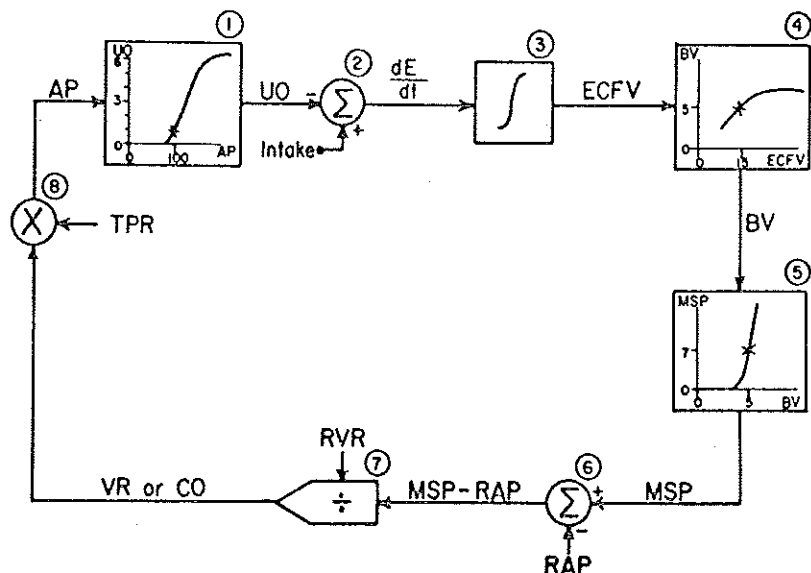 ①
UO
6
3
0
0
100
AP
AP
UO
②
-
Σ
+
Intake
dE
dt
③
∫
ECFV
④
BV
5
0
0
15
ECFV
BV
⑤
MSP
7
0
0
5
BV
MSP
⑥
+
Σ
-
RAP
MSP-RAP
⑦
RVR
÷
VR or CO
⑧
X
TPR